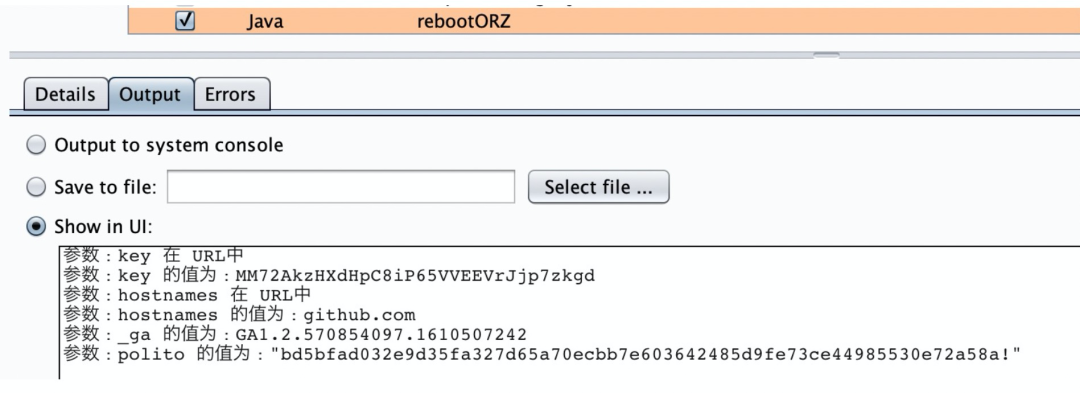 Java rebootORZ
Details Output Errors
Output to system console
Save to file: Select file ...
Show in UI:
参数：key 在 URL中
参数：key 的值为：MM72AkzHXdHpC8iP65VVEEVrJjp7zkgd
参数：hostnames 在 URL中
参数：hostnames 的值为：github.com
参数：_ga 的值为：GA1.2.570854097.1610507242
参数：polito 的值为："bd5bfad032e9d35fa327d65a70ecbb7e603642485d9fe73ce44985530e72a58a!"